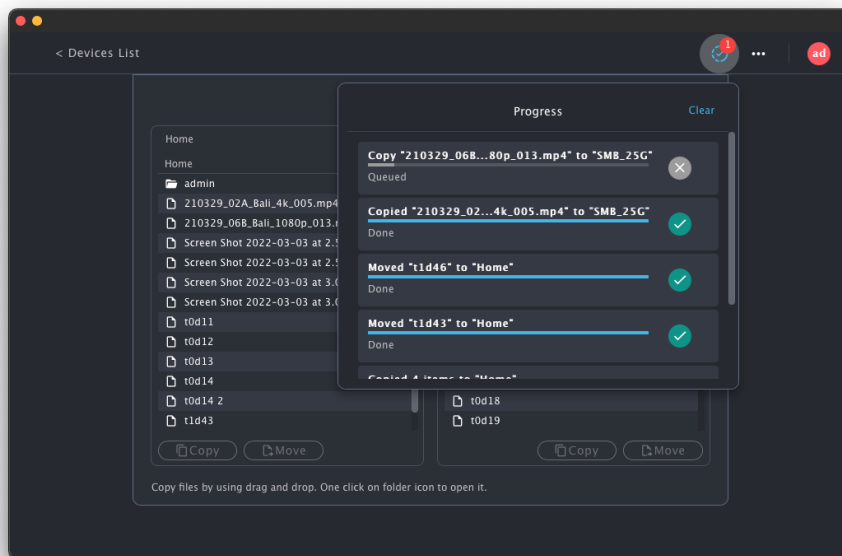 < Devices List
1
•••
ad
Progress
Clear
Home
Home
admin
210329_02A_Bali_4k_005.mp4
210329_06B_Bali_1080p_013.
Screen Shot 2022-03-03 at 2.5
Screen Shot 2022-03-03 at 2.5
Screen Shot 2022-03-03 at 3.0
Screen Shot 2022-03-03 at 3.0
t0d11
t0d12
t0d13
t0d14
t0d14 2
t1d43
Copy
Move
Copy "210329_06B...80p_013.mp4" to "SMB_25G"
Queued
Copied "210329_02...4k_005.mp4" to "SMB_25G"
Done
Moved "t1d46" to "Home"
Done
Moved "t1d43" to "Home"
Done
Copied 4 items to "Home"
t0d18
t0d19
Copy
Move
Copy files by using drag and drop. One click on folder icon to open it.